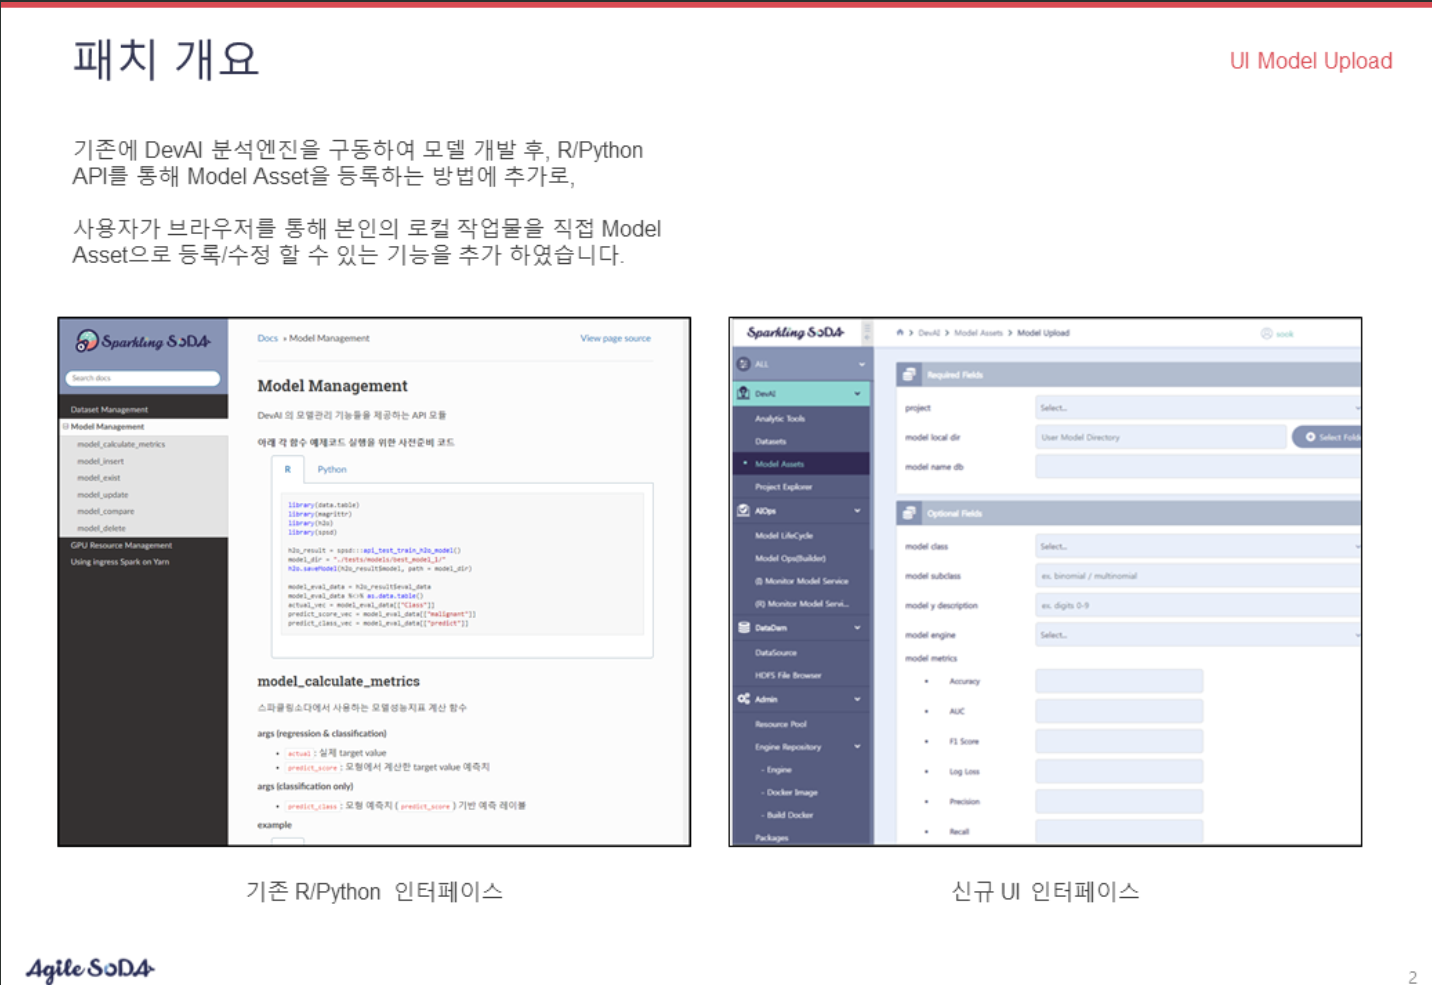 패치 개요
UI Model Upload
기존에 DevAI 분석엔진을 구동하여 모델 개발 후, R/Python
API를 통해 Model Asset을 등록하는 방법에 추가로,
사용자가 브라우저를 통해 본인의 로컬 작업물을 직접 Model
Asset으로 등록/수정 할 수 있는 기능을 추가 하였습니다.
Sparkling SODA
Search docs
Dataset Management
Model Management
model_calculate_metrics
model_insert
model_exist
model_update
model_compare
model_delete
GPU Resource Management
Using ingress Spark on Yarn
Docs » Model Management
View page source
Model Management
DevAI 의 모델관리 기능들을 제공하는 API 모듈
아래 각 함수 예제코드 실행을 위한 사전준비 코드
R Python
library(data.table)
library(magrittr)
library(h2o)
library(spsd)
h2o_result = spsd:::api_test_train_h2o_model()
model_dir = "./tests/models/best_model_1/"
h2o.saveModel(h2o_result$model, path = model_dir)
model_eval_data = h2o_result$eval_data
model_eval_data %<>% as.data.table()
actual_vec = model_eval_data[["Class"]]
predict_score_vec = model_eval_data[["malignant"]]
predict_class_vec = model_eval_data[["predict"]]
model_calculate_metrics
스파클링소다에서 사용하는 모델성능지표 계산 함수
args (regression & classification)
• actual : 실제 target value
• predict_score : 모형에서 계산한 target value 예측치
args (classification only)
• predict_class : 모형 예측치 ( predict_score ) 기반 예측 레이블
example
기존 R/Python 인터페이스
Sparkling SODA
ALL
DevAI
Analytic Tools
Datasets
• Model Assets
Project Explorer
AIOps
Model LifeCycle
Model Ops(Builder)
(I) Monitor Model Service
(R) Monitor Model Servi...
DataDam
DataSource
HDFS File Browser
Admin
Resource Pool
Engine Repository
- Engine
- Docker Image
- Build Docker
Packages
> DevAI > Model Assets > Model Upload
sook
Required Fields
project Select...
model local dir User Model Directory Select Folde
model name db
Optional Fields
model class Select...
model subclass ex. binomial / multinomial
model y description ex. digits 0-9
model engine Select...
model metrics
• Accuracy
• AUC
• F1 Score
• Log Loss
• Precision
• Recall
신규 UI 인터페이스
Agile SODA
2